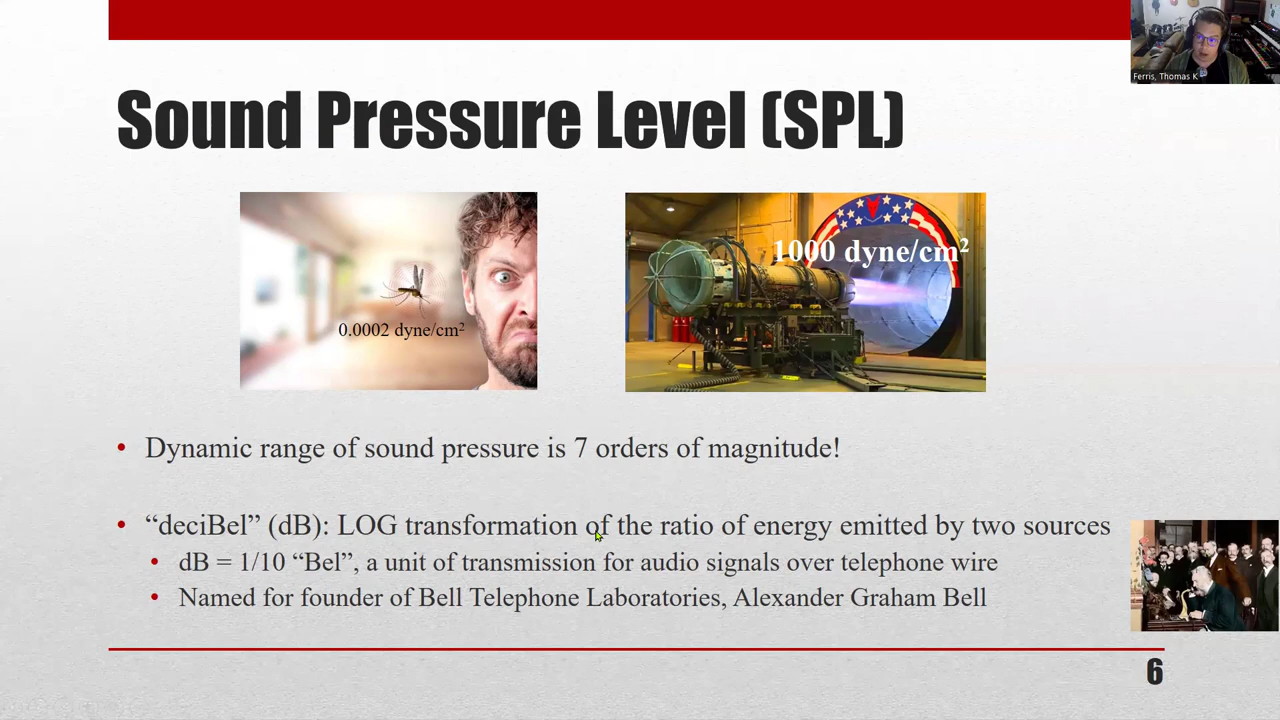 Ferris, Thomas K
Sound Pressure Level (SPL)
0.0002 dyne/cm²
1000 dyne/cm²
• Dynamic range of sound pressure is 7 orders of magnitude!
• “deciBel” (dB): LOG transformation of the ratio of energy emitted by two sources
• dB = 1/10 “Bel”, a unit of transmission for audio signals over telephone wire
• Named for founder of Bell Telephone Laboratories, Alexander Graham Bell
6